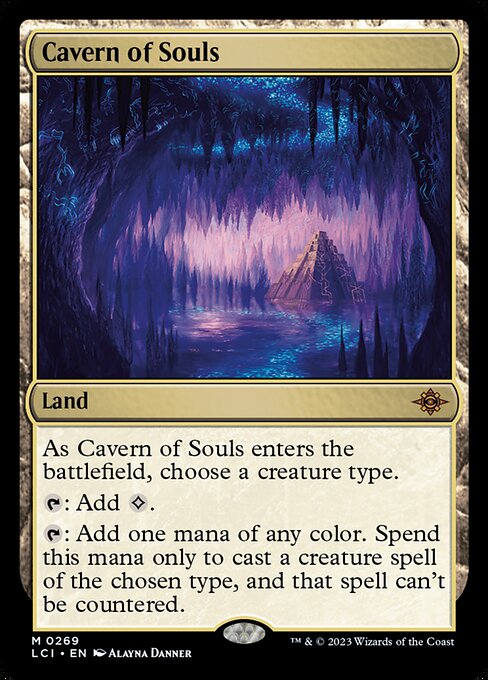 Cavern of Souls
Land
As Cavern of Souls enters the
battlefield, choose a creature type.
: Add .
: Add one mana of any color. Spend
this mana only to cast a creature spell
of the chosen type, and that spell can't
be countered.
M 0269
LCI • EN Alayna Danner
™ & © 2023 Wizards of the Coast